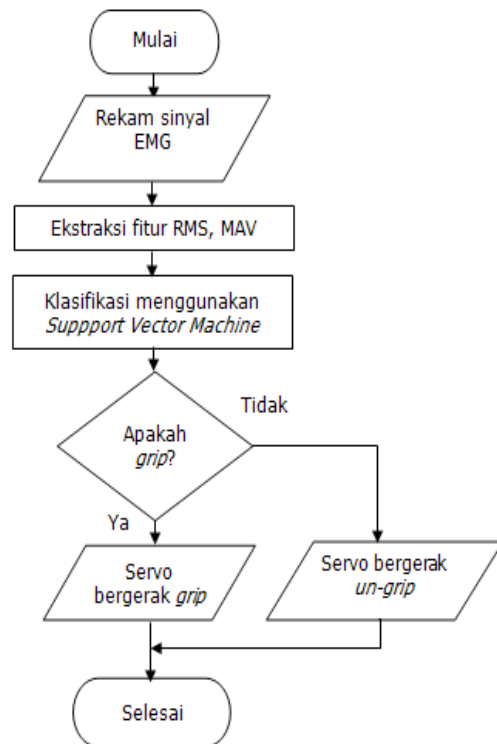 Mulai
Rekam sinyal
EMG
Ekstraksi fitur RMS, MAV
Klasifikasi menggunakan
Suppport Vector Machine
Tidak
Apakah
grip?
Ya
Servo
bergerak grip
Servo bergerak
un-grip
Selesai